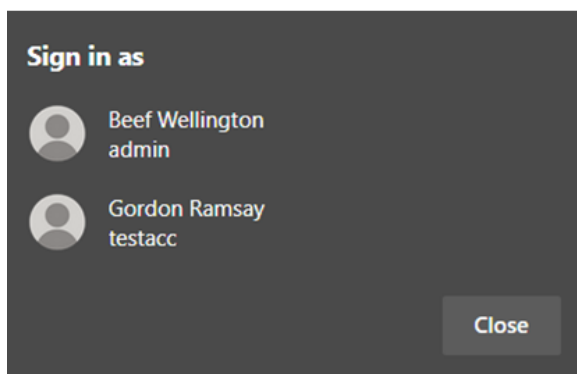 Sign in as
Beef Wellington
admin
Gordon Ramsay
testacc
Close